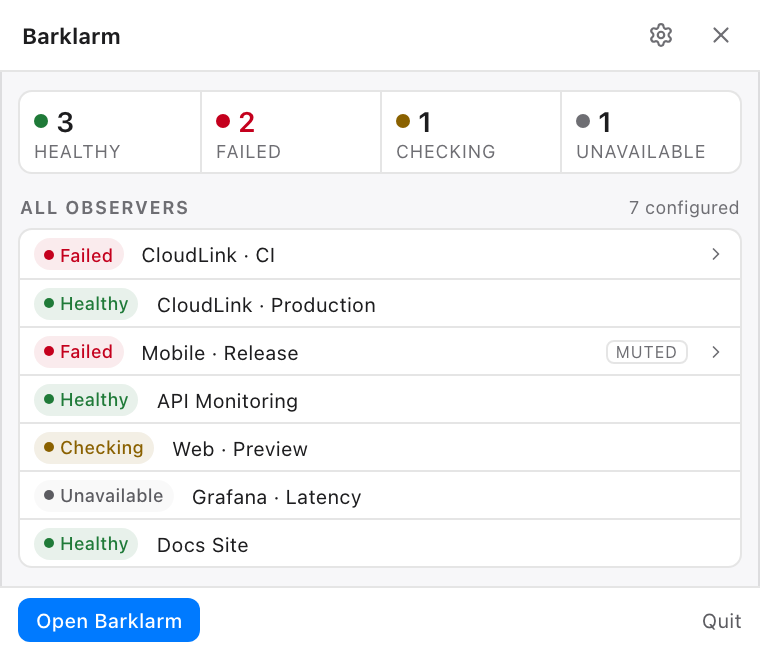 Barklarm
3 2 1 1
HEALTHY FAILED CHECKING UNAVAILABLE
ALL OBSERVERS 7 configured
Failed CloudLink · CI
Healthy CloudLink · Production
Failed Mobile · Release MUTED
Healthy API Monitoring
Checking Web · Preview
Unavailable Grafana · Latency
Healthy Docs Site
Open Barklarm Quit